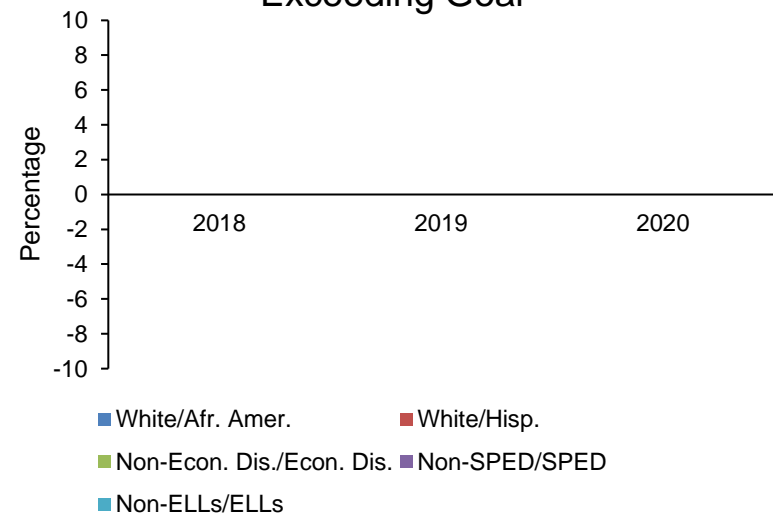 Exceeding Goal
10
8
6
4
2
0
-2
-4
-6
-8
-10
Percentage
2018 2019 2020
White/Afr. Amer. White/Hisp.
Non-Econ. Dis./Econ. Dis. Non-SPED/SPED
Non-ELLs/ELLs